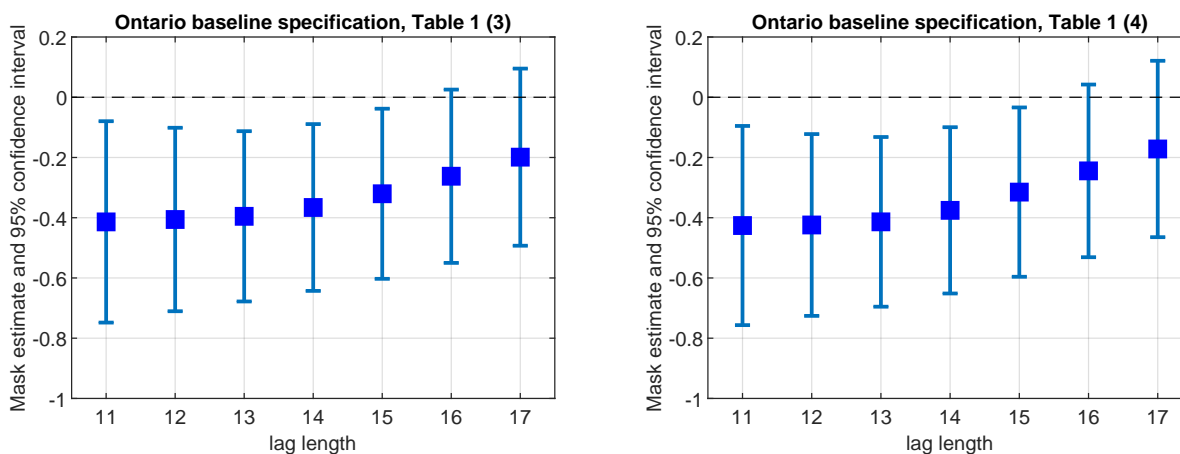 Ontario baseline specification, Table 1 (3)
Mask estimate and 95% confidence interval
0.2
0
-0.2
-0.4
-0.6
-0.8
-1
11 12 13 14 15 16 17
lag length
Ontario baseline specification, Table 1 (4)
Mask estimate and 95% confidence interval
0.2
0
-0.2
-0.4
-0.6
-0.8
-1
11 12 13 14 15 16 17
lag length